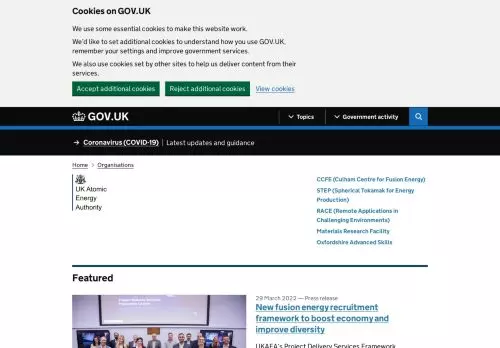 Cookies on GOV.UK
We use some essential cookies to make this website work.
We'd like to set additional cookies to understand how you use GOV.UK,
remember your settings and improve government services.
We also use cookies set by other sites to help us deliver content from their
services.
Accept additional cookies
Reject additional cookies
View cookies
GOV.UK
Topics
Government activity
→ Coronavirus (COVID-19) Latest updates and guidance
Home > Organisations
UK Atomic
Energy
Authority
CCFE (Culham Centre for Fusion Energy)
STEP (Spherical Tokamak for Energy
Production)
RACE (Remote Applications in
Challenging Environments)
Materials Research Facility
Oxfordshire Advanced Skills
Featured
29 March 2022 — Press release
New fusion energy recruitment
framework to boost economy and
improve diversity
UKAEA's Project Delivery Services Framework